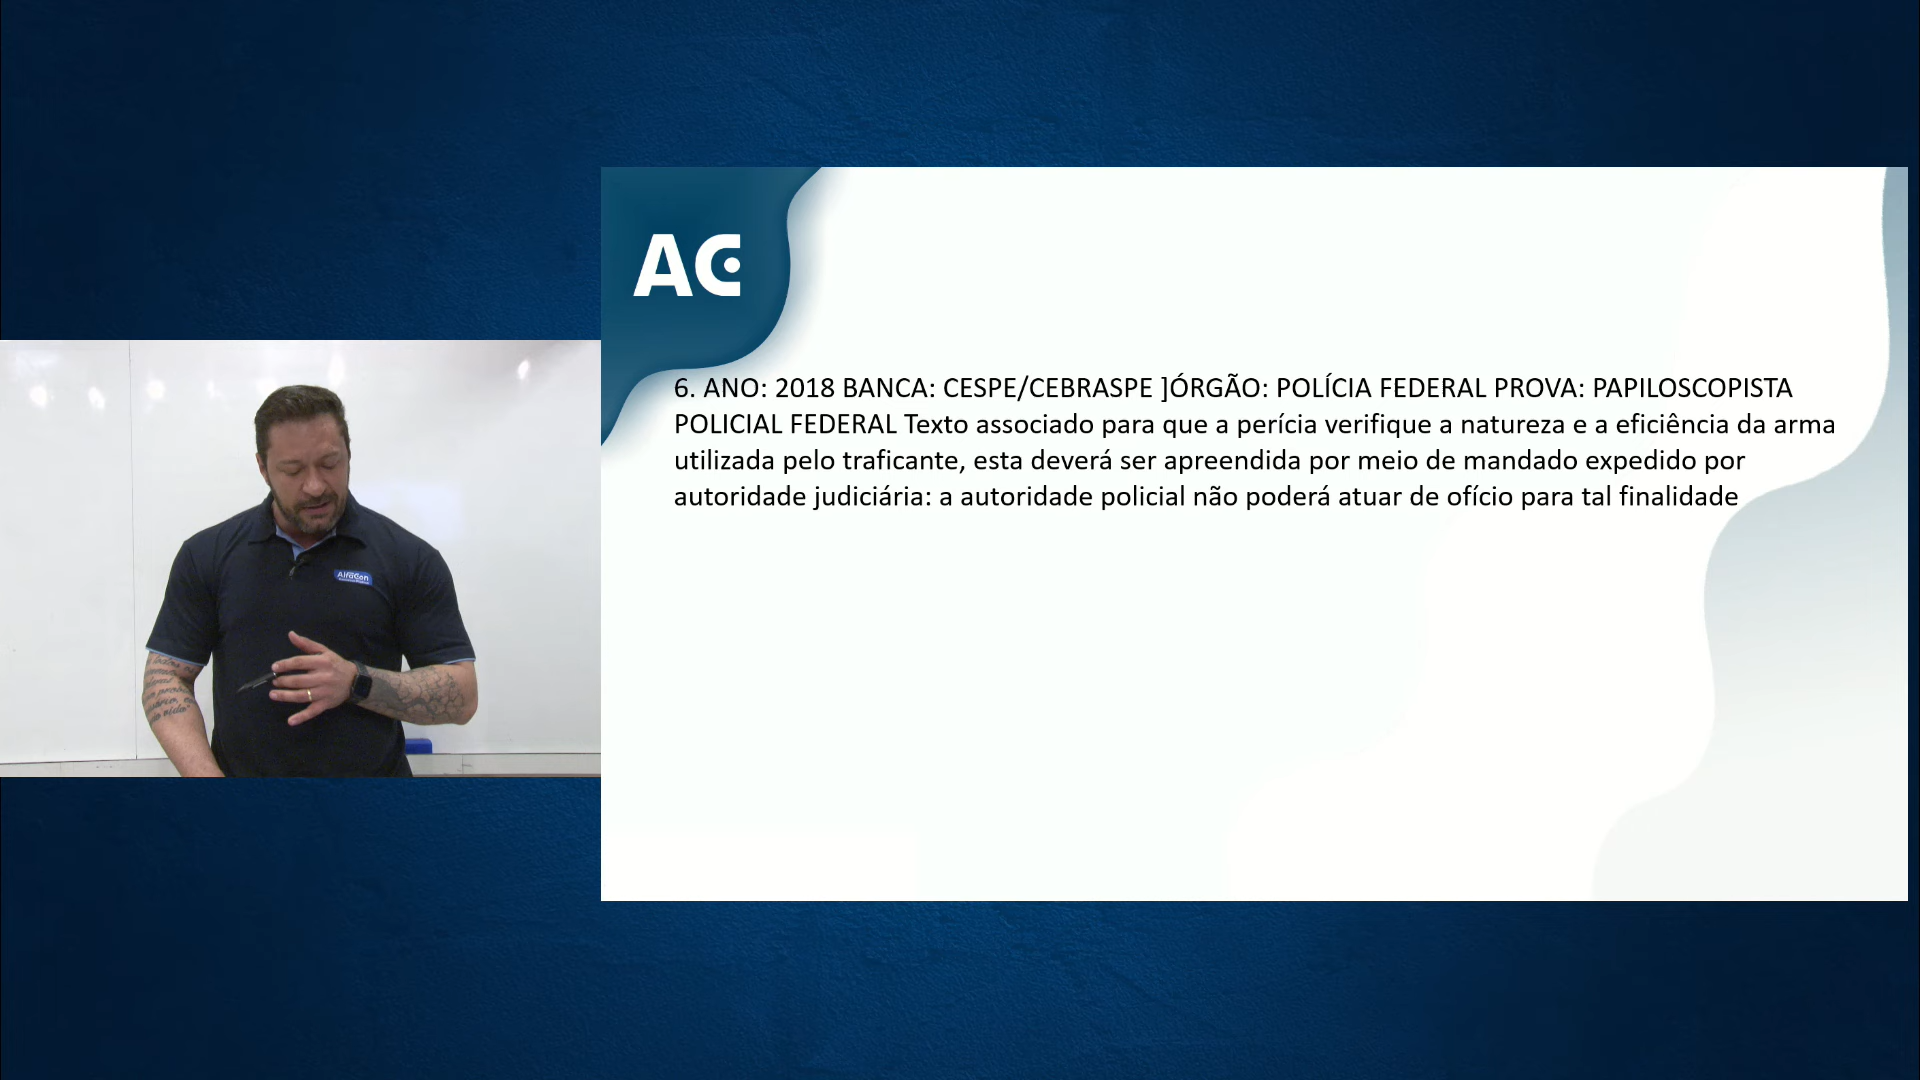 AC
6. ANO: 2018 BANCA: CESPE/CEBRASPE ]ÓRGÃO: POLÍCIA FEDERAL PROVA: PAPILOSCOPISTA
POLICIAL FEDERAL Texto associado para que a perícia verifique a natureza e a eficiência da arma
utilizada pelo traficante, esta deverá ser apreendida por meio de mandado expedido por
autoridade judiciária: a autoridade policial não poderá atuar de ofício para tal finalidade
AlfaCon